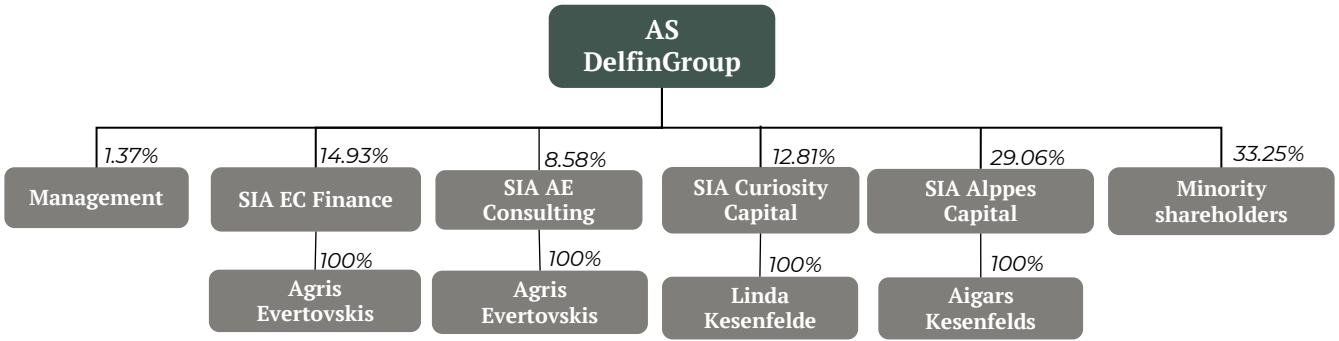 AS
DelfinGroup
1.37%
14.93%
8.58%
12.81%
29.06%
33.25%
Management
SIA EC Finance
SIA AE
Consulting
SIA Curiosity
Capital
SIA Alppes
Capital
Minority
shareholders
100%
100%
100%
100%
Agris
Evertovskis
Agris
Evertovskis
Linda
Kesenfelde
Aigars
Kesenfelds